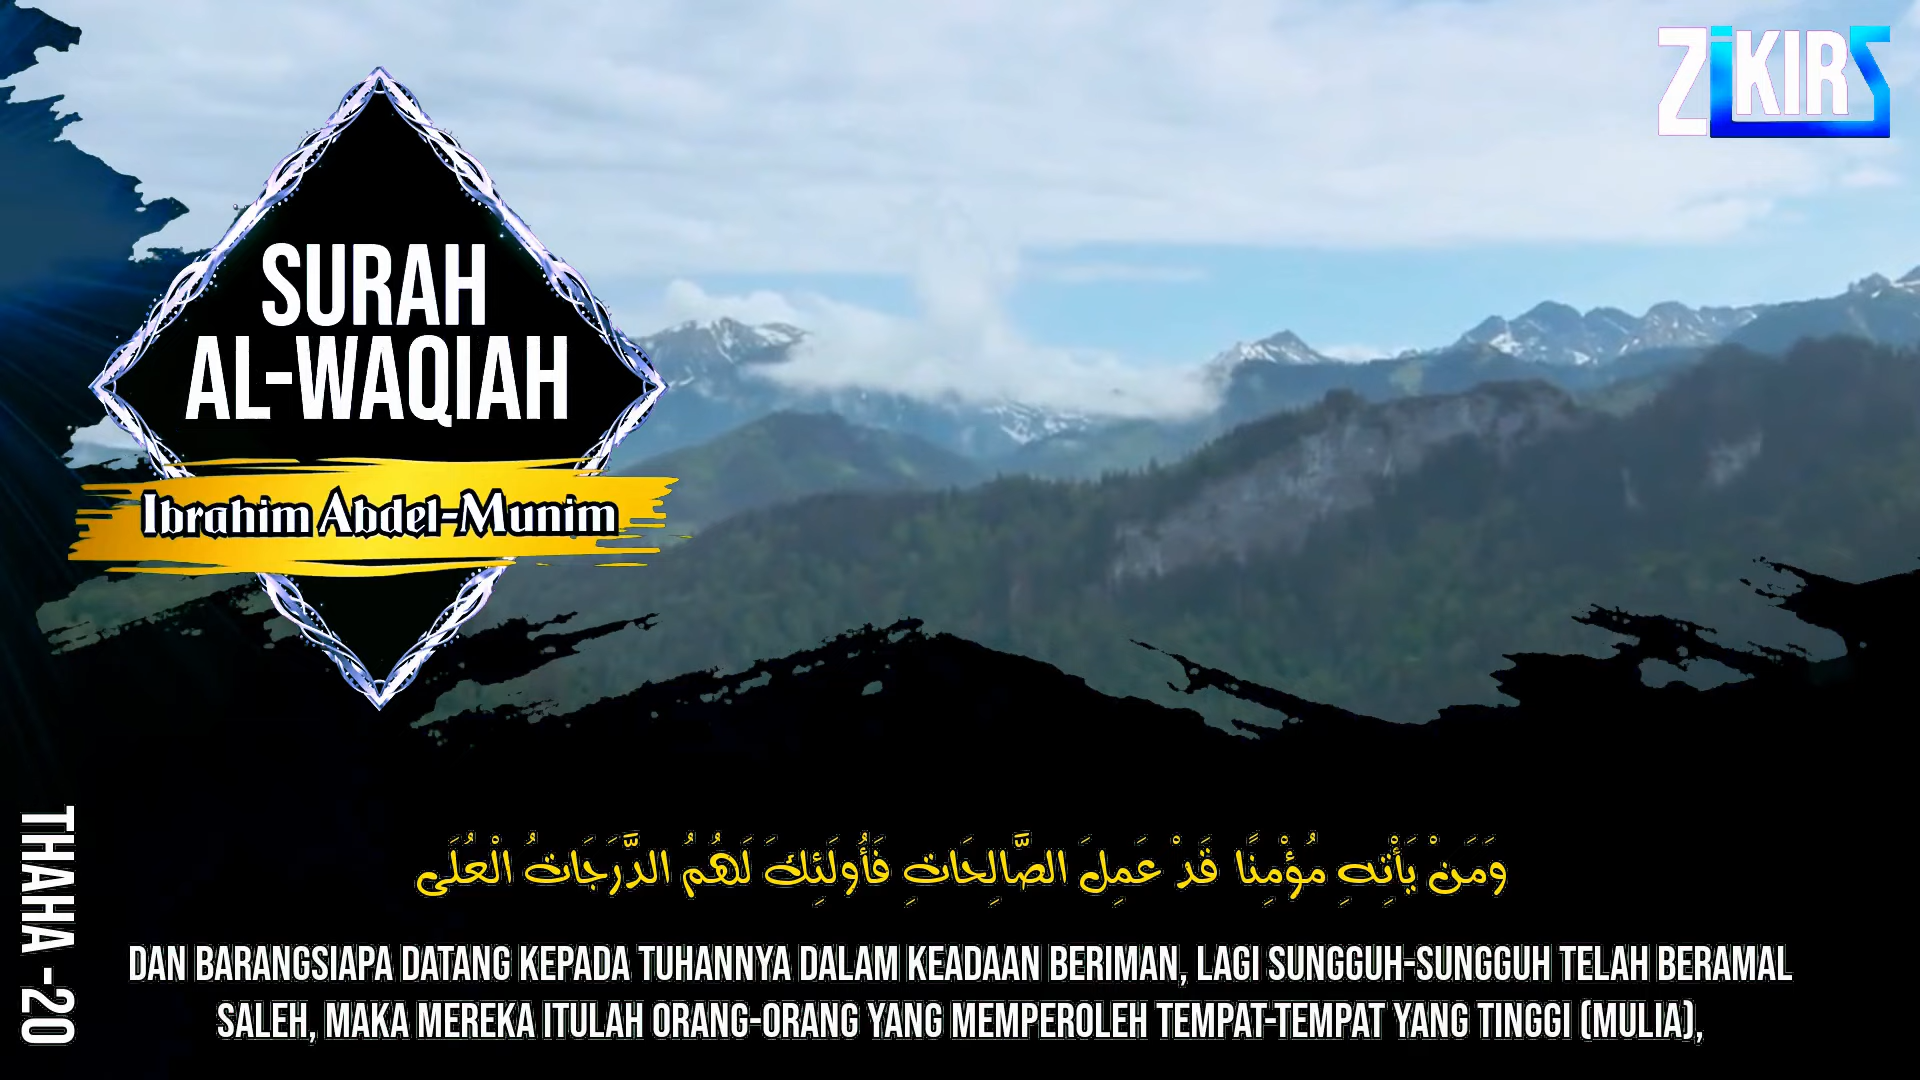 ZiKIRS
SURAH
AL-WAQIAH
Ibrahim Abdel-Munim
THAHA -20
وَمَنْ يَأْتِهِ مُؤْمِنًا قَدْ عَمِلَ الصَّالِحَاتِ فَأُولَئِكَ لَهُمُ الدَّرَجَاتُ الْعُلَى
DAN BARANGSIAPA DATANG KEPADA TUHANNYA DALAM KEADAAN BERIMAN, LAGI SUNGGUH-SUNGGUH TELAH BERAMAL
SALEH, MAKA MEREKA ITULAH ORANG-ORANG YANG MEMPEROLEH TEMPAT-TEMPAT YANG TINGGI (MULIA),